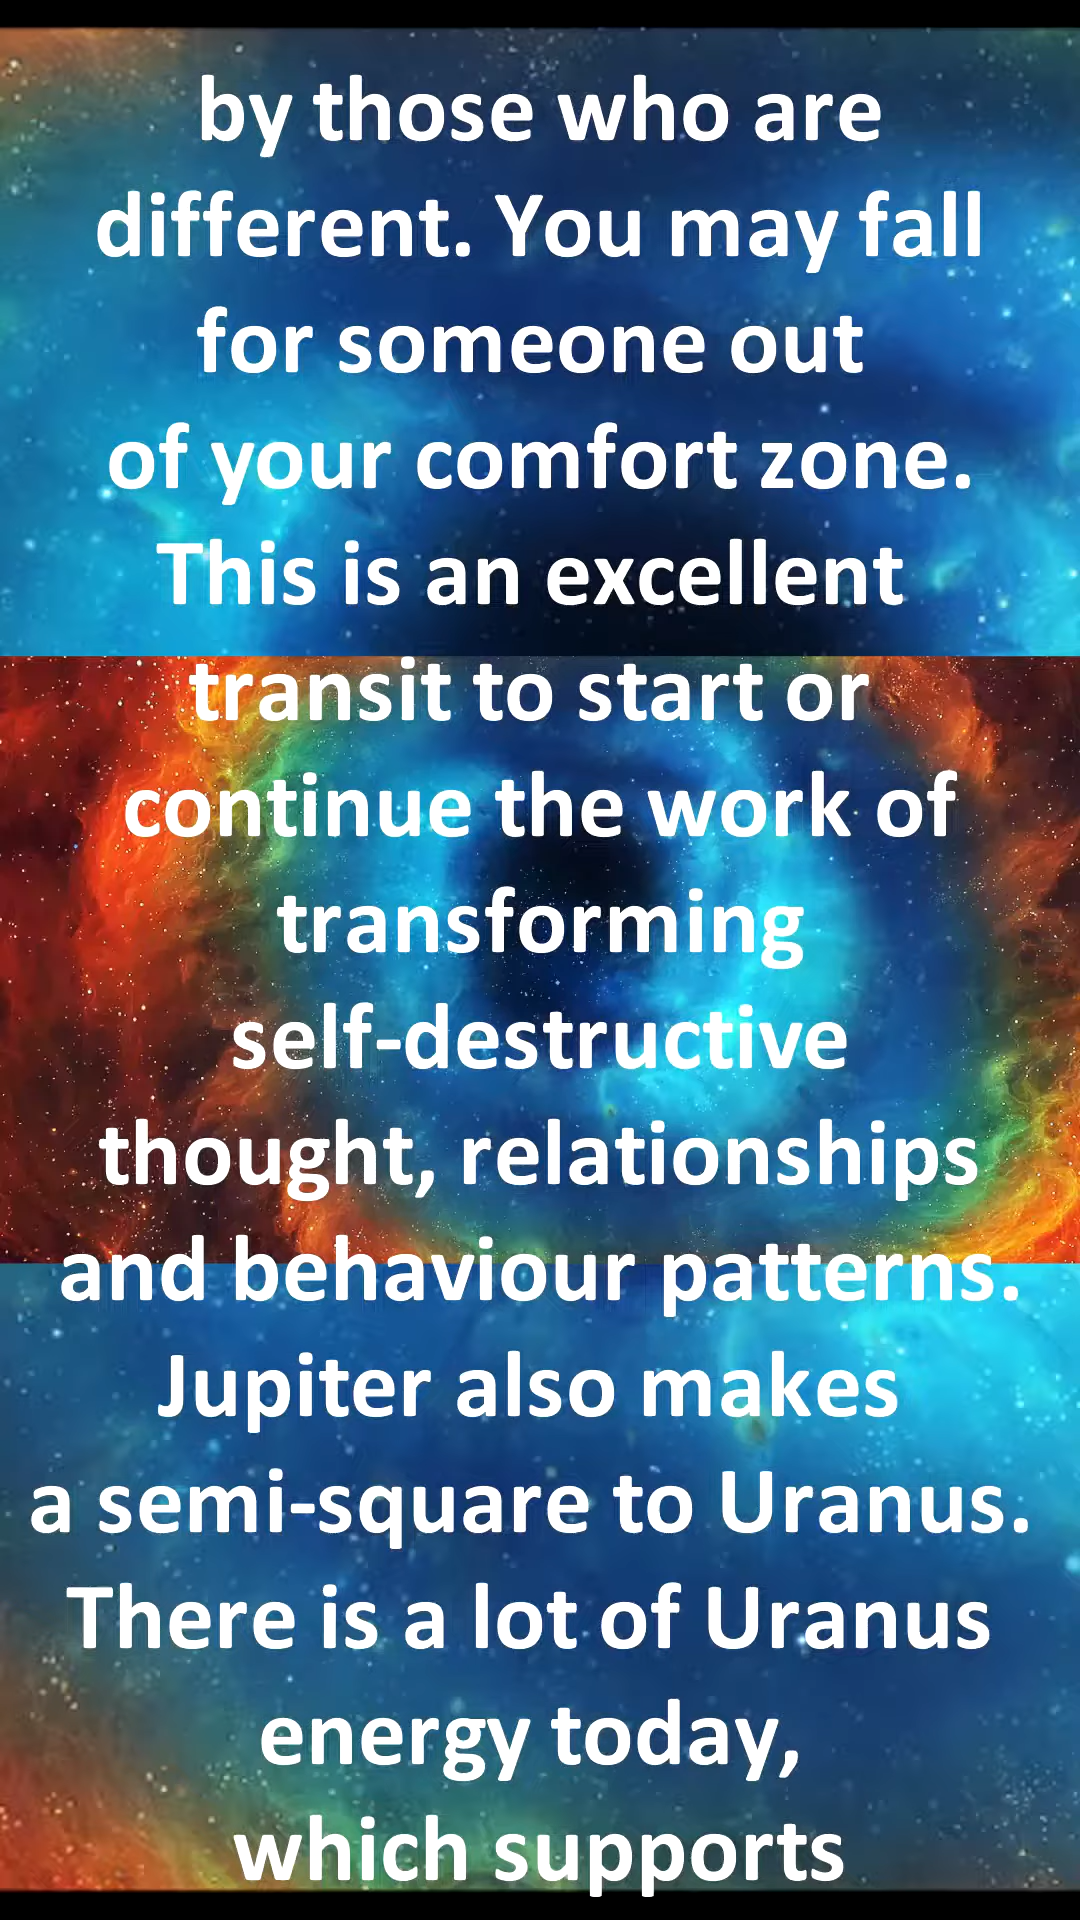 by those who are
different. You may fall
for someone out
of your comfort zone.
This is an excellent
transit to start or
continue the work of
transforming
self-destructive
thought, relationships
and behaviour patterns.
Jupiter also makes
a semi-square to Uranus.
There is a lot of Uranus
energy today,
which supports